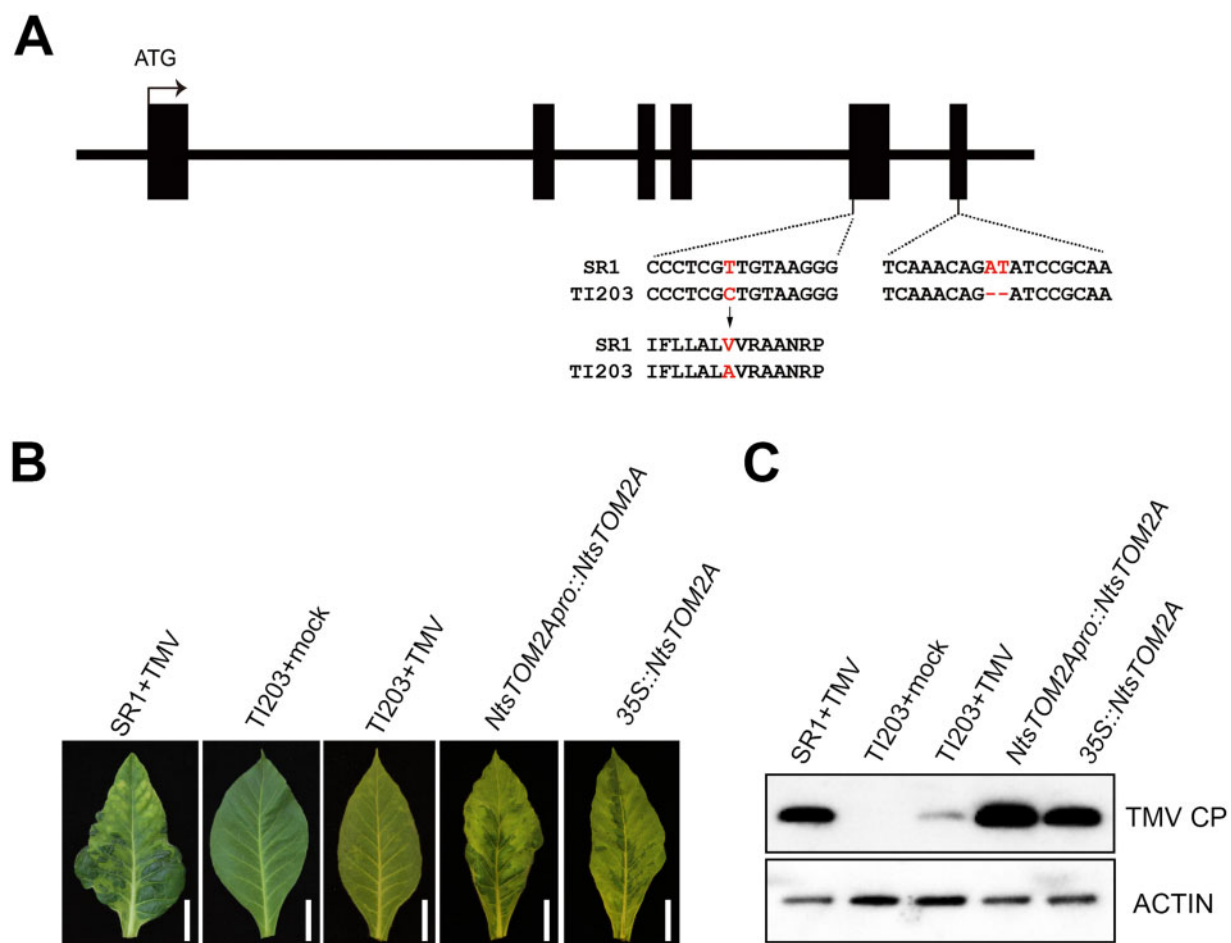 A
ATG
SR1 CCCTCGTTGTAAGGG TCAAACAGATATCCGCAA
TI203 CCCTCGCTGTAAGGG TCAAACAG--ATCCGCAA
SR1 IFLLALVVRAANRP
TI203 IFLLALAVRAANRP
B
SR1+TMV
TI203+mock
TI203+TMV
NtsTOM2Apro::NtsTOM2A
35S::NtsTOM2A
C
SR1+TMV
TI203+mock
TI203+TMV
NtsTOM2Apro::NtsTOM2A
35S::NtsTOM2A
TMV CP
ACTIN